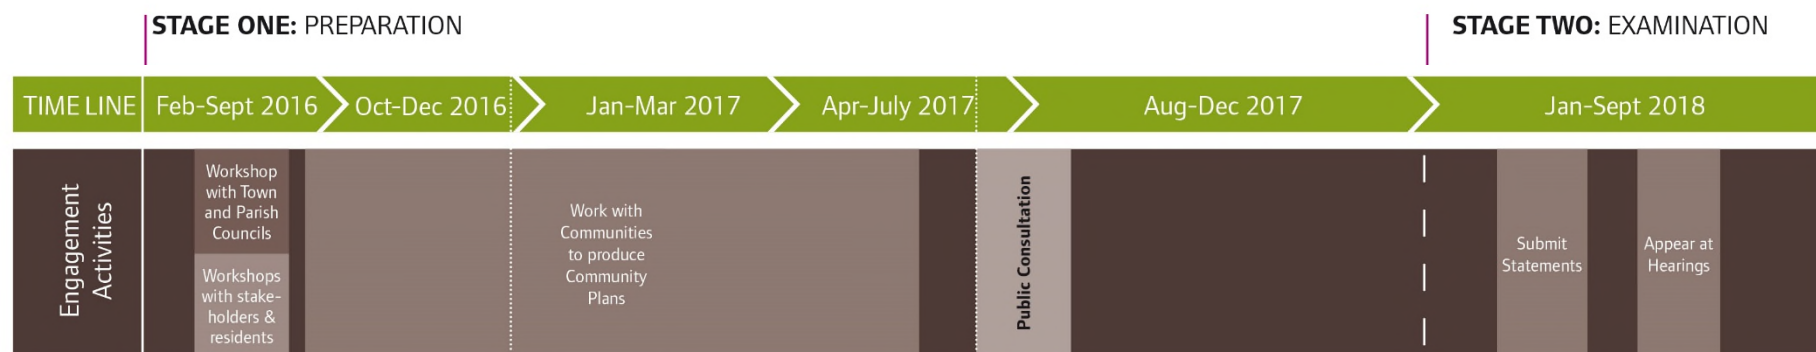 STAGE ONE: PREPARATION
STAGE TWO: EXAMINATION
TIME LINE
Feb-Sept 2016
Oct-Dec 2016
Jan-Mar 2017
Apr-July 2017
Aug-Dec 2017
Jan-Sept 2018
Engagement
Activities
Workshop
with Town
and Parish
Councils
Workshops
with stake-
holders &
residents
Work with
Communities
to produce
Community
Plans
Public Consultation
Submit
Statements
Appear at
Hearings